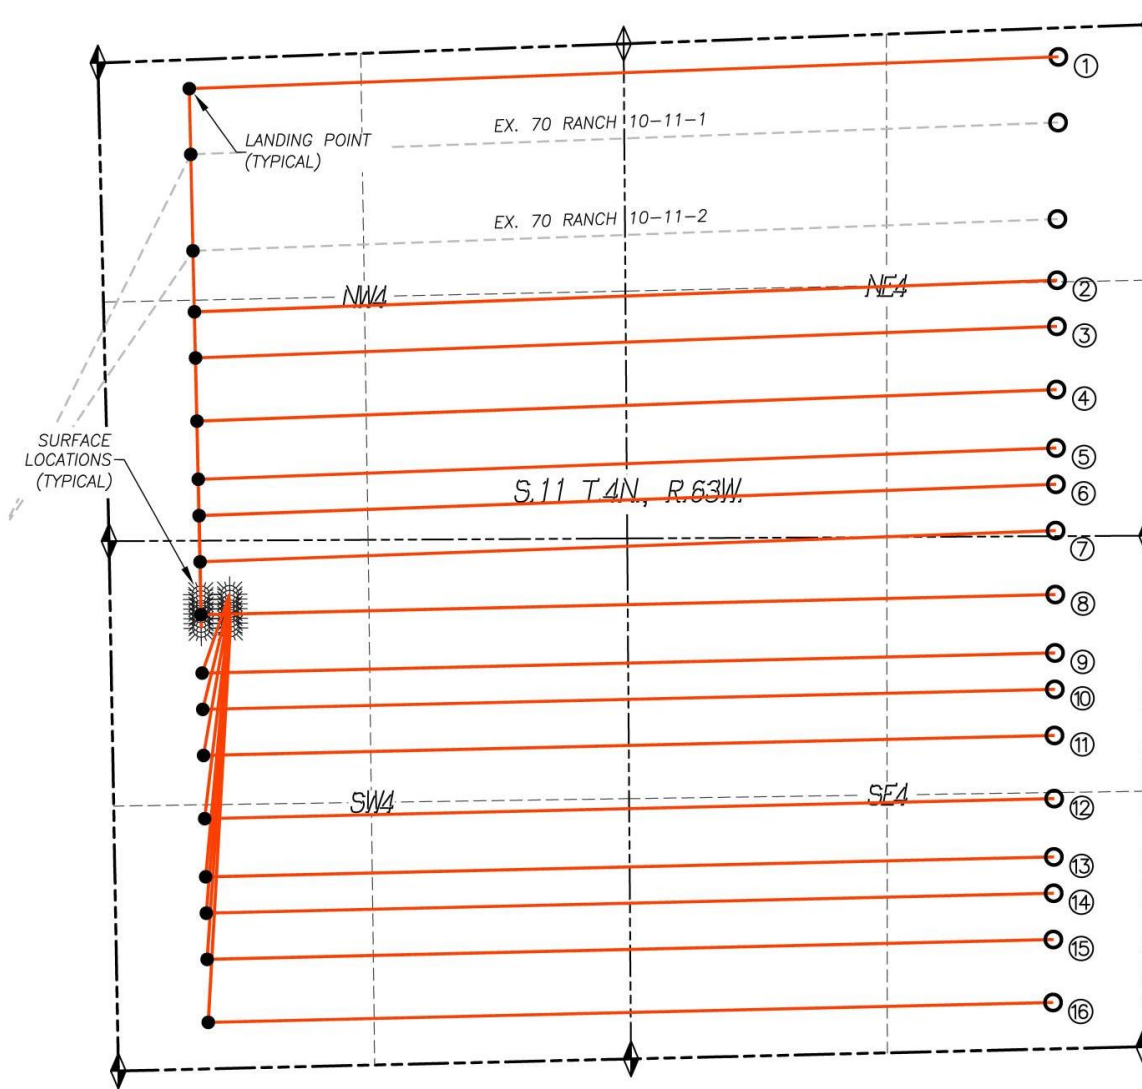 ①
LANDING POINT
(TYPICAL)
EX. 70 RANCH 10-11-1
EX. 70 RANCH 10-11-2
NW4
NE4
②
③
④
SURFACE
LOCATIONS
(TYPICAL)
⑤
S.11 T.4N., R.63W.
⑥
⑦
⑧
⑨
⑩
⑪
SW4
SE4
⑫
⑬
⑭
⑮
⑯